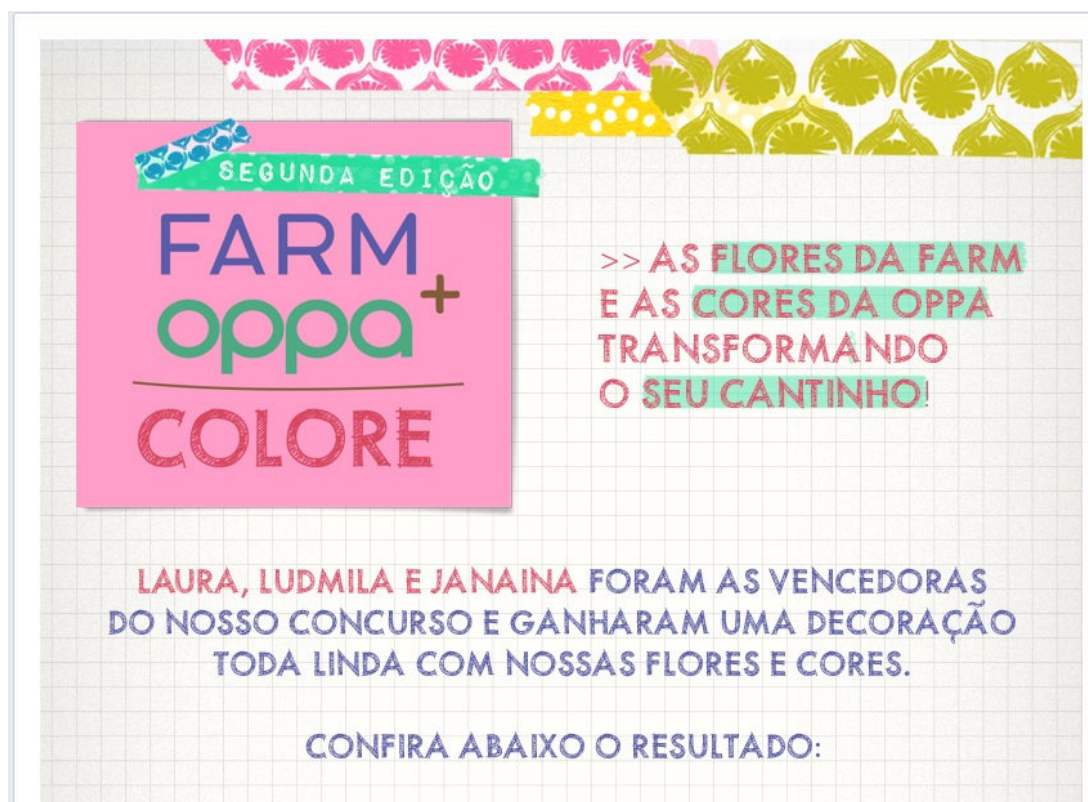 SEGUNDA EDIÇÃO
FARM
+
oppa
COLORE
>> AS FLORES DA FARM
E AS CORES DA OPPA
TRANSFORMANDO
O SEU CANTINHO!
LAURA, LUDMILA E JANAINA FORAM AS VENCEDORAS
DO NOSSO CONCURSO E GANHARAM UMA DECORAÇÃO
TODA LINDA COM NOSSAS FLORES E CORES.
CONFIRA ABAIXO O RESULTADO: